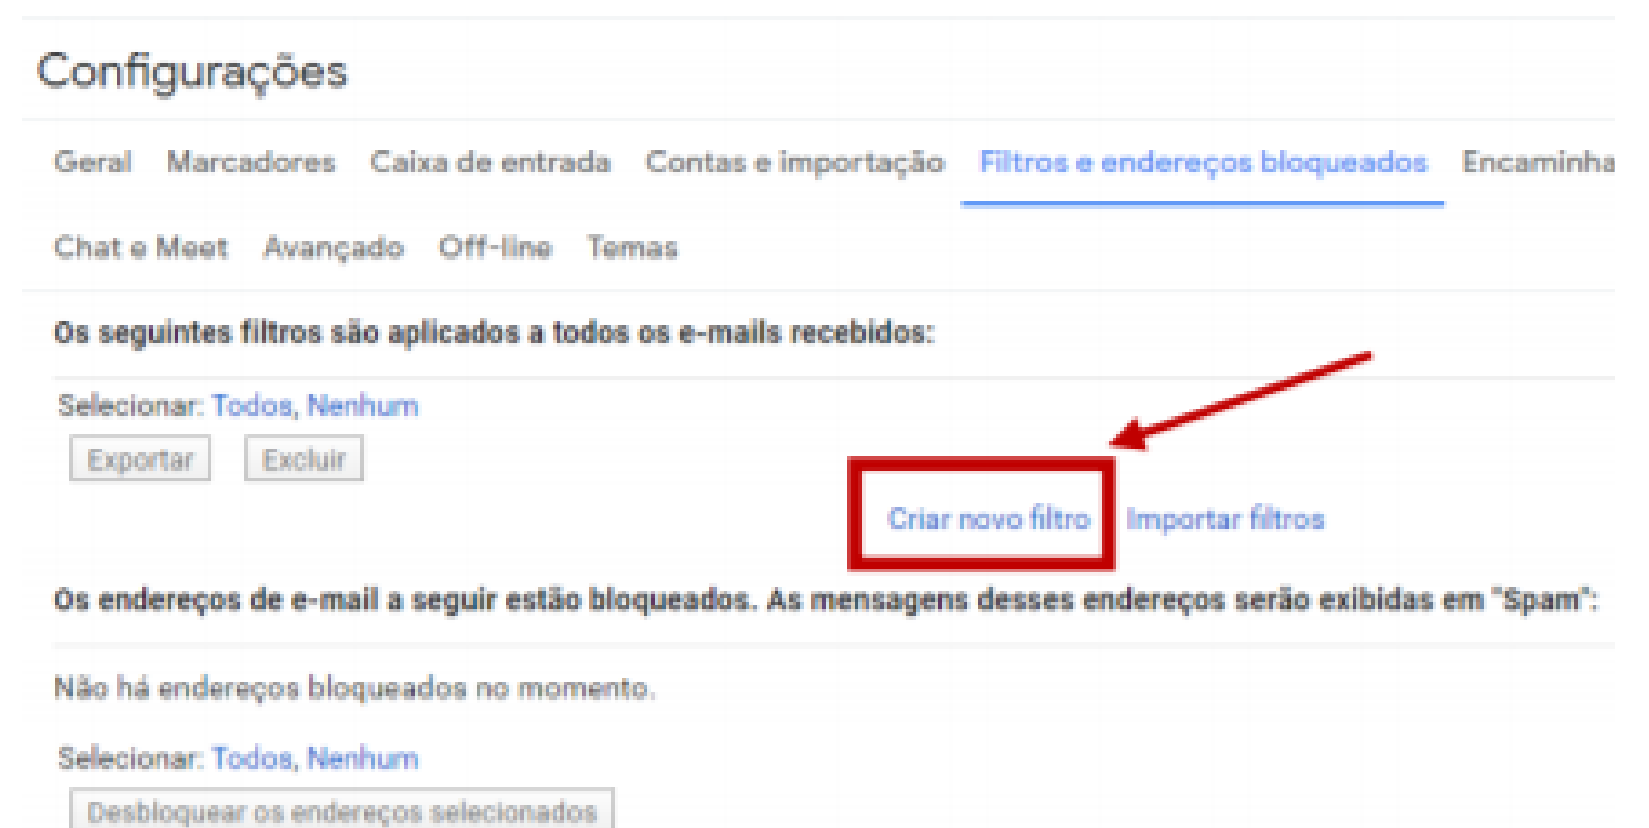 Configurações
Geral Marcadores Caixa de entrada Contas e importação Filtros e endereços bloqueados Encaminha
Chat e Meet Avançado Off-line Temas
Os seguintes filtros são aplicados a todos os e-mails recebidos:
Selecionar: Todos, Nenhum
Exportar Excluir
Criar novo filtro Importar filtros
Os endereços de e-mail a seguir estão bloqueados. As mensagens desses endereços serão exibidas em "Spam":
Não há endereços bloqueados no momento.
Selecionar: Todos, Nenhum
Desbloquear os endereços selecionados